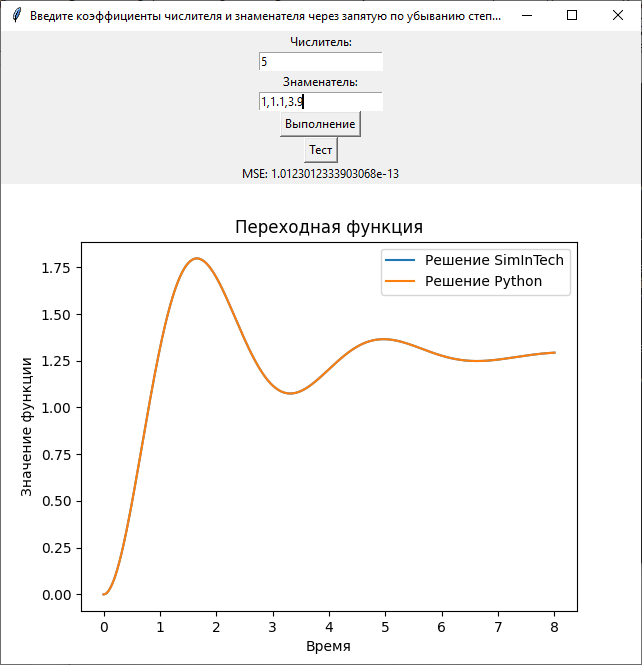 Введите коэффициенты числителя и знаменателя через запятую по убыванию степ...
Числитель:
5
Знаменатель:
1,1.1,3.9
Выполнение
Тест
MSE: 1.0123012333903068e-13
Переходная функция
Решение SimInTech
Решение Python
1.75
1.50
1.25
1.00
0.75
0.50
0.25
0.00
Значение функции
0 1 2 3 4 5 6 7 8
Время